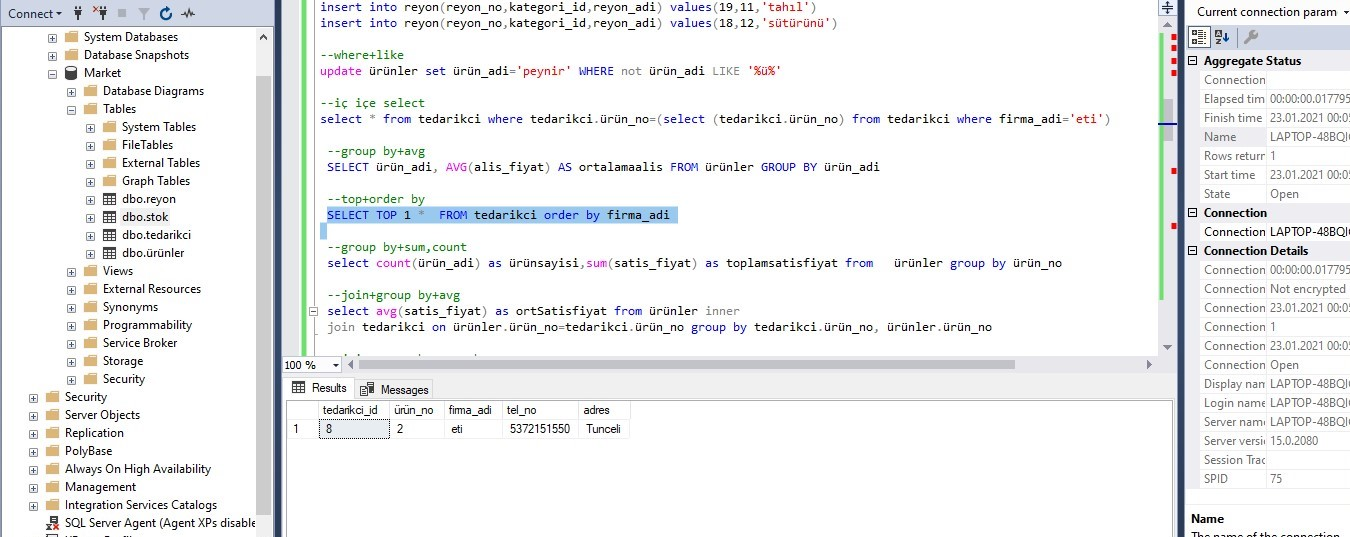 Connect
System Databases
Database Snapshots
Market
Database Diagrams
Tables
System Tables
FileTables
External Tables
Graph Tables
dbo.reyon
dbo.stok
dbo.tedarikci
dbo.ürünler
Views
External Resources
Synonyms
Programmability
Service Broker
Storage
Security
Security
Server Objects
Replication
PolyBase
Always On High Availability
Management
Integration Services Catalogs
SQL Server Agent (Agent XPs disable
insert into reyon(reyon_no,kategori_id,reyon_adi) values(19,11,'tahıl')
insert into reyon(reyon_no,kategori_id,reyon_adi) values(18,12,'sütürünü')
--where+like
update ürünler set ürün_adi='peynir' WHERE not ürün_adi LIKE '%ü%'
--iç içe select
select * from tedarikci where tedarikci.ürün_no=(select (tedarikci.ürün_no) from tedarikci where firma_adi='eti')
--group by+avg
SELECT ürün_adi, AVG(alis_fiyat) AS ortalamaalis FROM ürünler GROUP BY ürün_adi
--top+order by
SELECT TOP 1 * FROM tedarikci order by firma_adi
--group by+sum,count
select count(ürün_adi) as ürünsayisi,sum(satis_fiyat) as toplamsatisfiyat from ürünler group by ürün_no
--join+group by+avg
select avg(satis_fiyat) as ortSatisfiyat from ürünler inner
join tedarikci on ürünler.ürün_no=tedarikci.ürün_no group by tedarikci.ürün_no, ürünler.ürün_no
100 %
Results Messages
tedarikci_id ürün_no firma_adi tel_no adres
1 8 2 eti 5372151550 Tunceli
Current connection param
Aggregate Status
Connection
Elapsed tim 00:00:00.017795
Finish time 23.01.2021 00:05
Name LAPTOP-48BQI
Rows returr 1
Start time 23.01.2021 00:05
State Open
Connection
Connection LAPTOP-48BQI
Connection Details
Connection 00:00:00.017795
Connection Not encrypted
Connection 23.01.2021 00:05
Connection 1
Connection 23.01.2021 00:05
Connection Open
Display nam LAPTOP-48BQI
Login name LAPTOP-48BQI
Server nam LAPTOP-48BQI
Server versi 15.0.2080
Session Trac
SPID 75
Name
The name of the connection